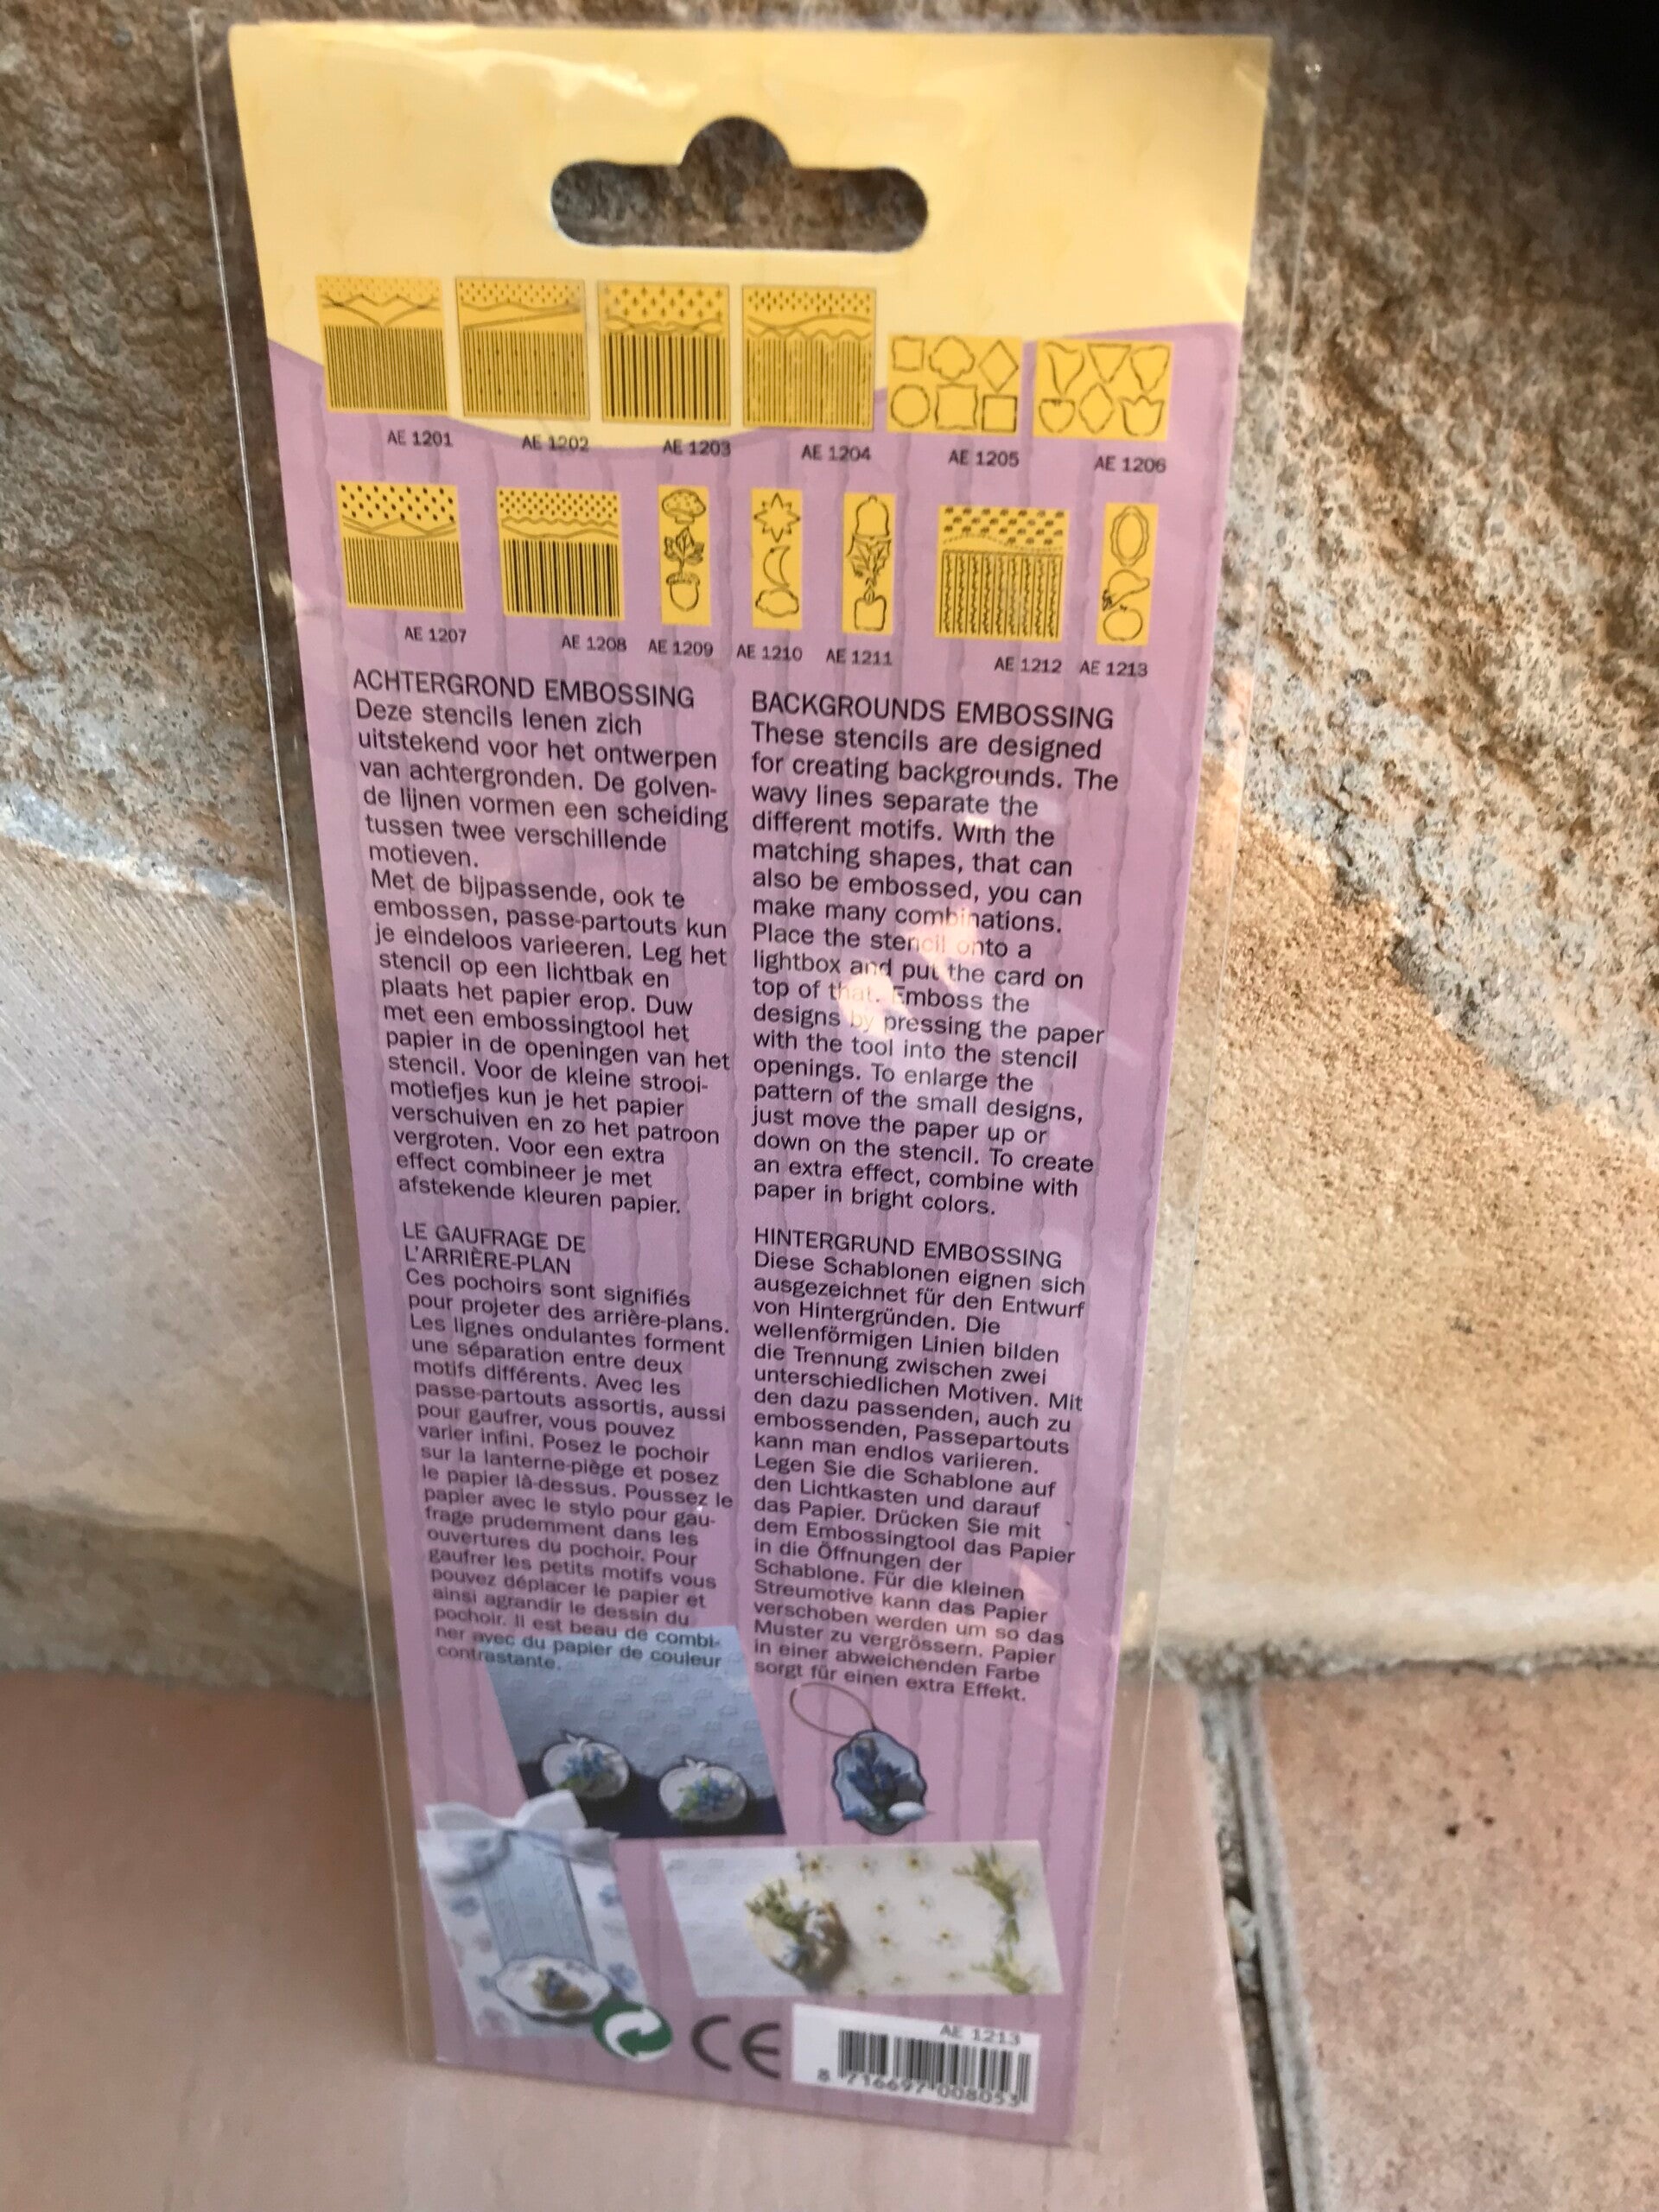 AE 1201 AE 1202 AE 1203 AE 1204 AE 1205 AE 1206
AE 1207 AE 1208 AE 1209 AE 1210 AE 1211 AE 1212 AE 1213
ACHTERGROND EMBOSSING
Deze stencils lenen zich
uitstekend voor het ontwerpen
van achtergronden. De golven-
de lijnen vormen een scheiding
tussen twee verschillende
motieven.
Met de bijpassende, ook te
embossen, passe-partouts kun
je eindeloos varieeren. Leg het
stencil op een lichtbak en
plaats het papier erop. Duw
met een embossingtool het
papier in de openingen van het
stencil. Voor de kleine strooi-
motiefjes kun je het papier
verschuiven en zo het patroon
vergroten. Voor een extra
effect combineer je met
afstekende kleuren papier.
BACKGROUNDS EMBOSSING
These stencils are designed
for creating backgrounds. The
wavy lines separate the
different motifs. With the
matching shapes, that can
also be embossed, you can
make many combinations.
Place the stencil onto a
lightbox and put the card on
top of that. Emboss the
designs by pressing the paper
with the tool into the stencil
openings. To enlarge the
pattern of the small designs,
just move the paper up or
down on the stencil. To create
an extra effect, combine with
paper in bright colors.
LE GAUFRAGE DE
L'ARRIÈRE-PLAN
Ces pochoirs sont signifiés
pour projeter des arrière-plans.
Les lignes ondulantes forment
une séparation entre deux
motifs différents. Avec les
passe-partouts assortis, aussi
pour gaufrer, vous pouvez
varier infini. Posez le pochoir
sur la lanterne-piège et posez
le papier là-dessus. Poussez le
papier avec le stylo pour gau-
frage prudemment dans les
ouvertures du pochoir. Pour
gaufrer les petits motifs vous
pouvez déplacer le papier et
ainsi agrandir le dessin du
pochoir. Il est beau de combi-
ner avec du papier de couleur
contrastante.
HINTERGRUND EMBOSSING
Diese Schablonen eignen sich
ausgezeichnet für den Entwurf
von Hintergründen. Die
wellenförmigen Linien bilden
die Trennung zwischen zwei
unterschiedlichen Motiven. Mit
den dazu passenden, auch zu
embossenden, Passepartouts
kann man endlos variieren.
Legen Sie die Schablone auf
den Lichtkasten und darauf
das Papier. Drücken Sie mit
dem Embossingtool das Papier
in die Öffnungen der
Schablone. Für die kleinen
Streumotive kann das Papier
verschoben werden um so das
Muster zu vergrössern. Papier
in einer abweichenden Farbe
sorgt für einen extra Effekt.
CE
AE 1213
8 716697 008053